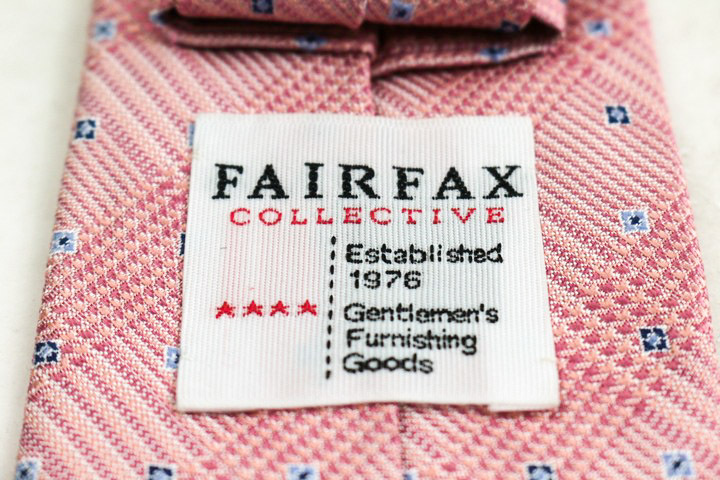 FAIRFAX
COLLECTIVE
Established
1976
Gentlemen's
Furnishing
Goods